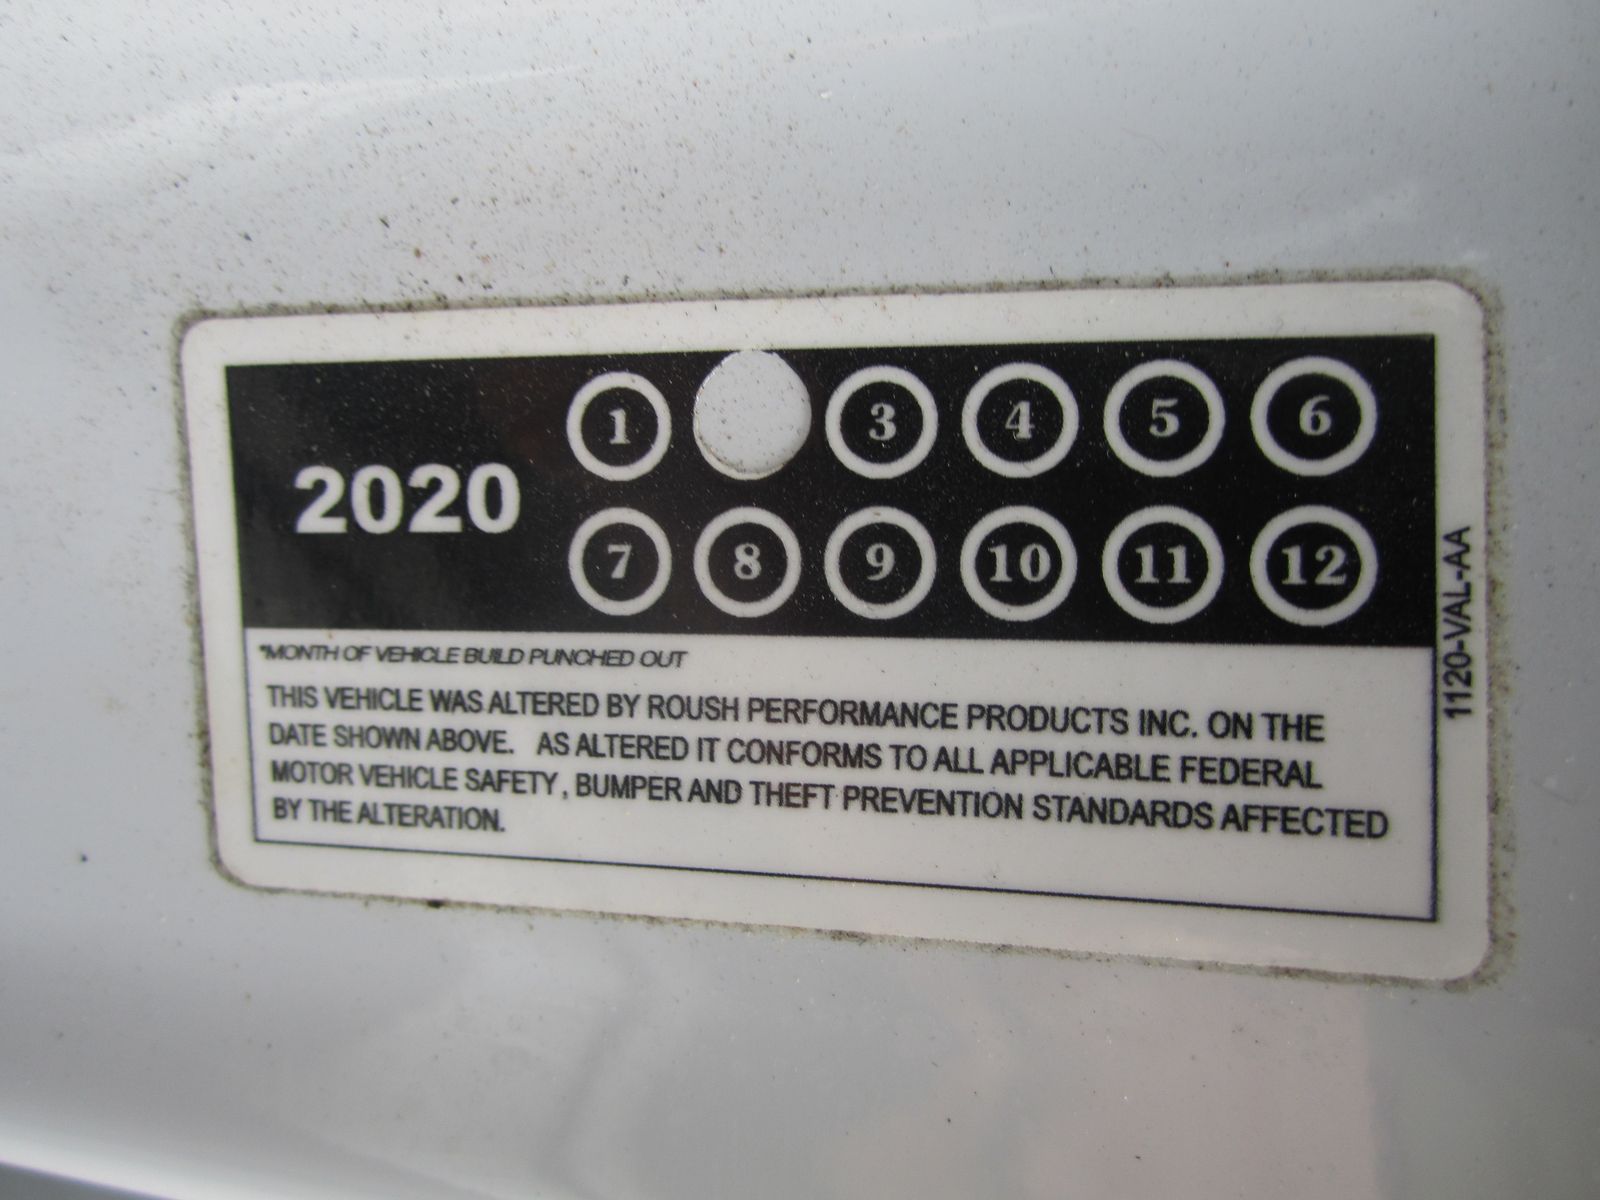 2020
1 3 4 5 6
7 8 9 10 11 12
*MONTH OF VEHICLE BUILD PUNCHED OUT
THIS VEHICLE WAS ALTERED BY ROUSH PERFORMANCE PRODUCTS INC. ON THE
DATE SHOWN ABOVE. AS ALTERED IT CONFORMS TO ALL APPLICABLE FEDERAL
MOTOR VEHICLE SAFETY, BUMPER AND THEFT PREVENTION STANDARDS AFFECTED
BY THE ALTERATION.
1120-VAL-AA